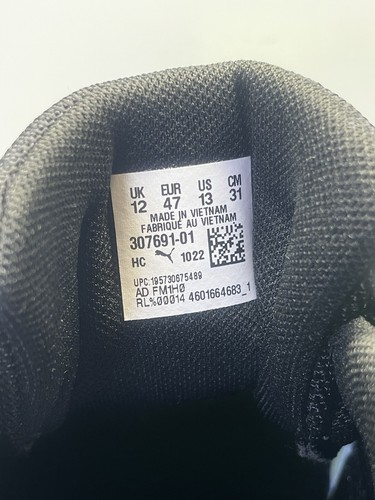 UK EUR US CM
12 47 13 31
MADE IN VIETNAM
FABRIQUÉ AU VIETNAM
307691-01
HC 1022
UPC:195730675489
AD FM1H0
RL%00014 4601664683_1